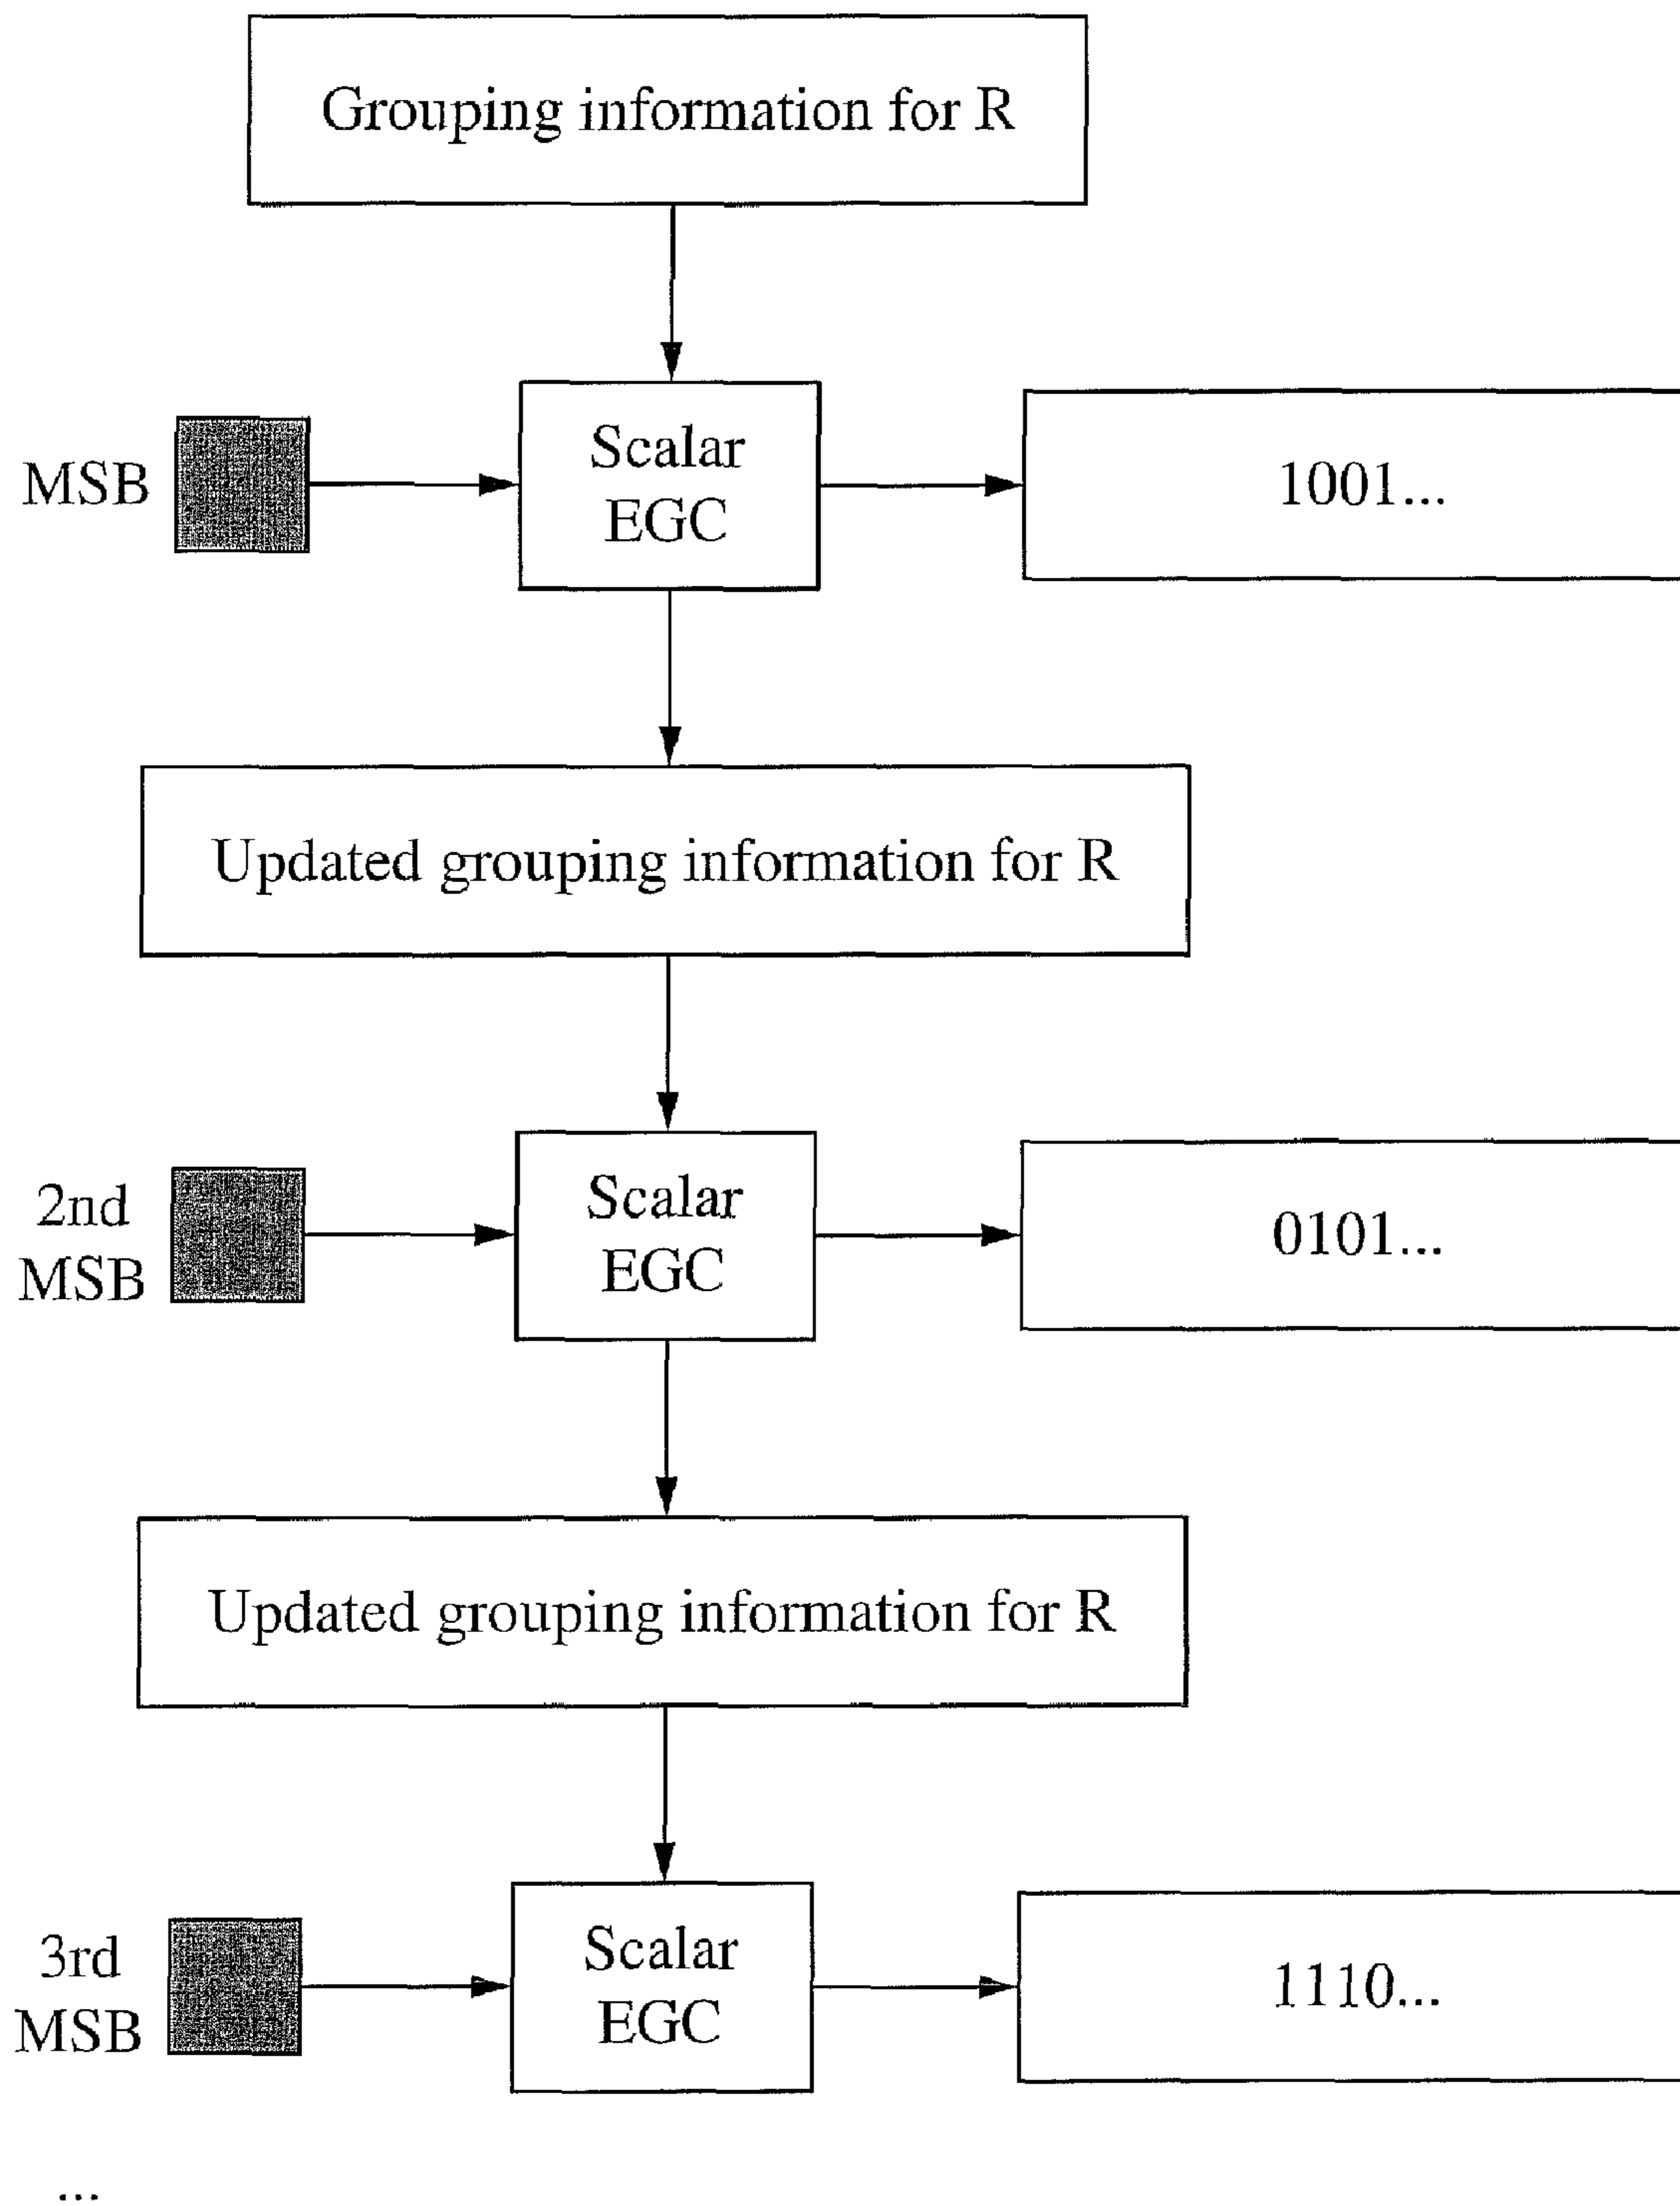 Grouping information for R
MSB
Scalar
EGC
1001...
Updated grouping information for R
2nd
MSB
Scalar
EGC
0101...
Updated grouping information for R
3rd
MSB
Scalar
EGC
1110...
...